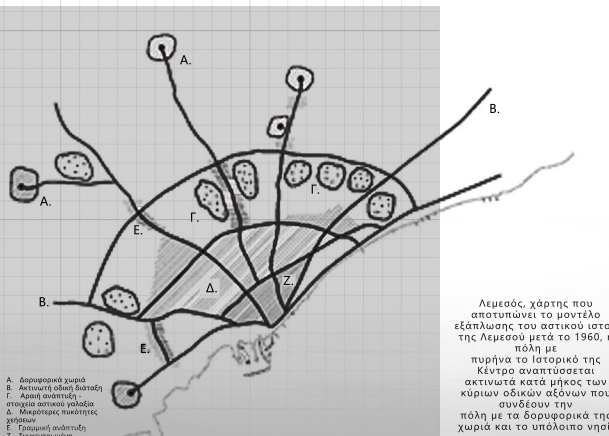 Α.
Β.
Γ.
Α.
Γ.
Ε.
Δ.
Ζ.
Β.
Ε.
Λεμεσός, χάρτης που
αποτυπώνει το μοντέλο
εξάπλωσης του αστικού ιστο
της Λεμεσού μετά το 1960, η
πόλη με
πυρήνα το Ιστορικό της
Κέντρο αναπτύσσεται
ακτινωτά κατά μήκος των
κύριων οδικών αξόνων που
συνδέουν την
πόλη με τα δορυφορικά της
χωριά και το υπόλοιπο νησί
Α. Δορυφορικά χωριά
Β. Ακτινωτή οδική διάταξη
Γ. Αραιή ανάπτυξη -
στοιχεία αστικού γαλαξία
Δ. Μικρότερες πυκνότητες
χρήσεων
Ε. Γραμμική ανάπτυξη